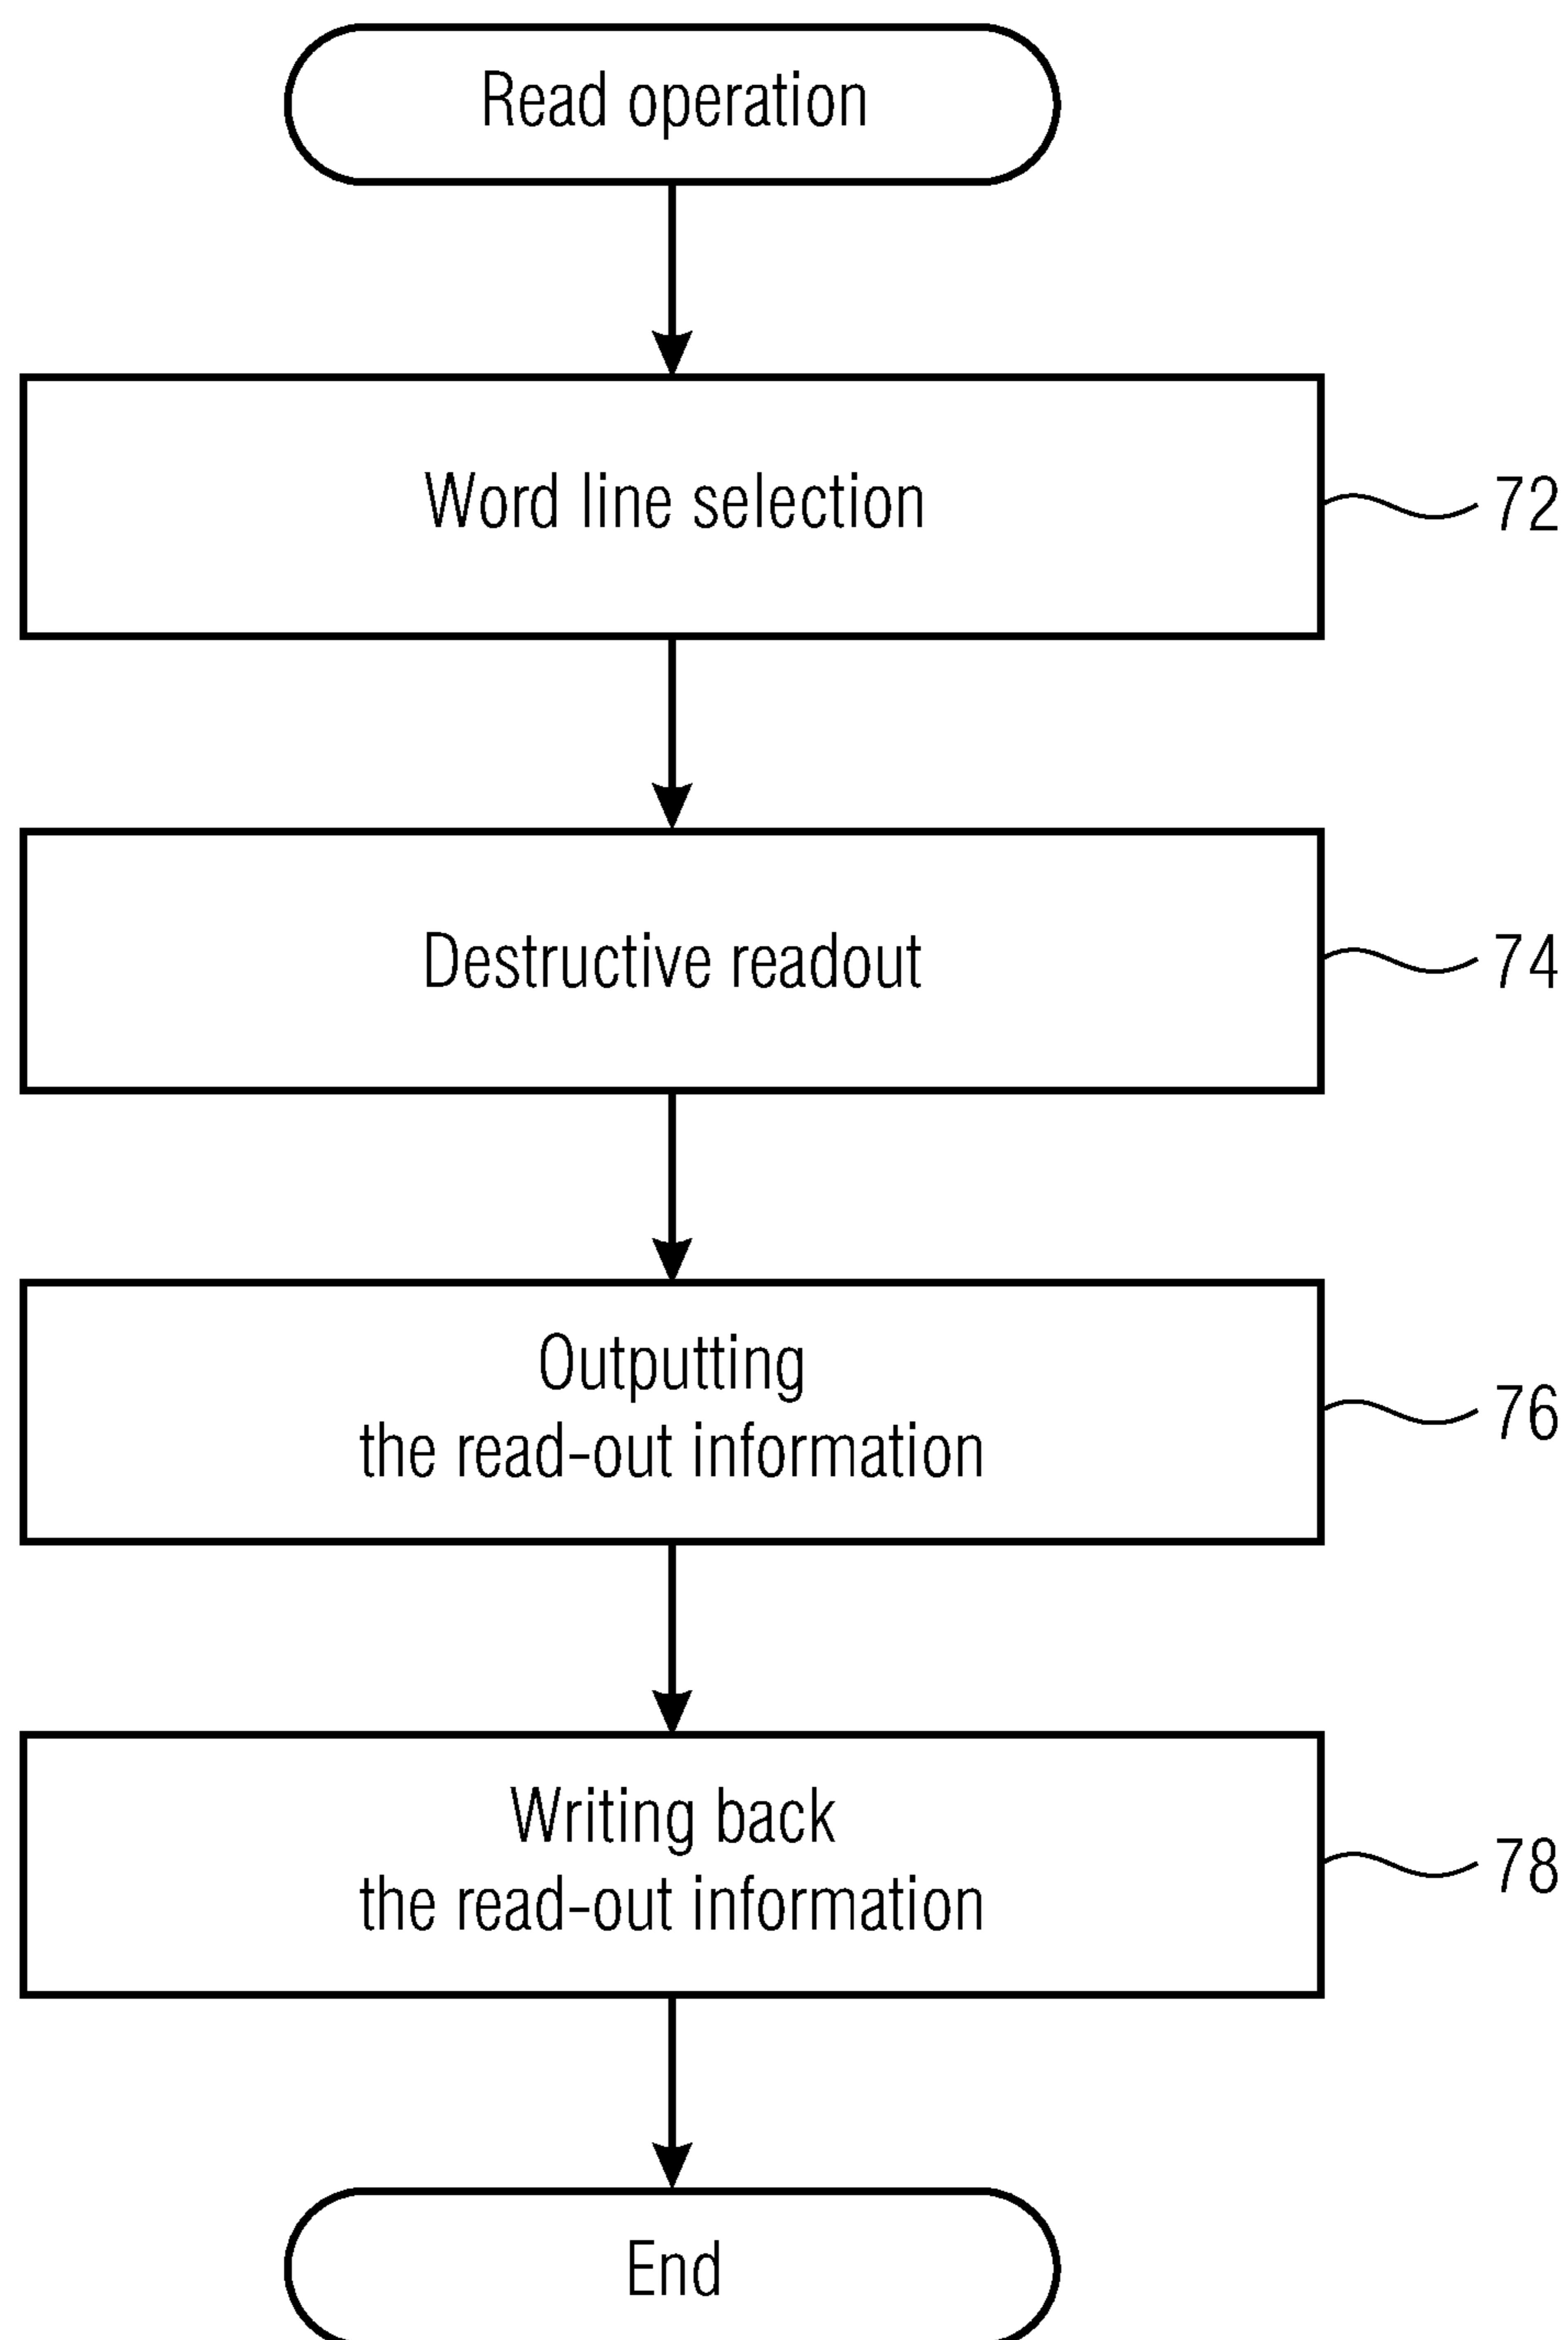 Read operation
Word line selection
72
Destructive readout
74
Outputting
the read-out information
76
Writing back
the read-out information
78
End